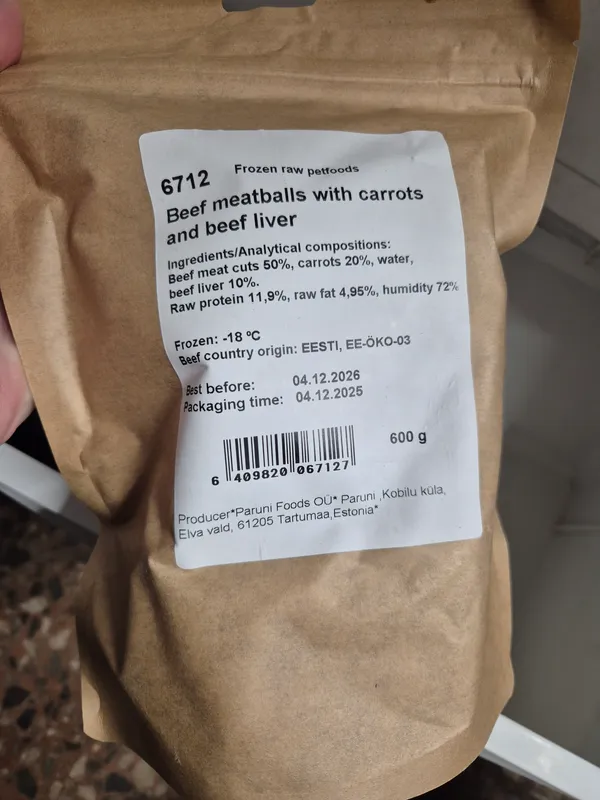 6712 Frozen raw petfoods
Beef meatballs with carrots
and beef liver
Ingredients/Analytical compositions:
Beef meat cuts 50%, carrots 20%, water,
beef liver 10%.
Raw protein 11,9%, raw fat 4,95%, humidity 72%
Frozen: -18 ºC
Beef country origin: EESTI, EE-ÖKO-03
Best before: 04.12.2026
Packaging time: 04.12.2025
600 g
6 409820 067127
Producer*Paruni Foods OÜ* Paruni ,Kobilu küla,
Elva vald, 61205 Tartumaa,Estonia*